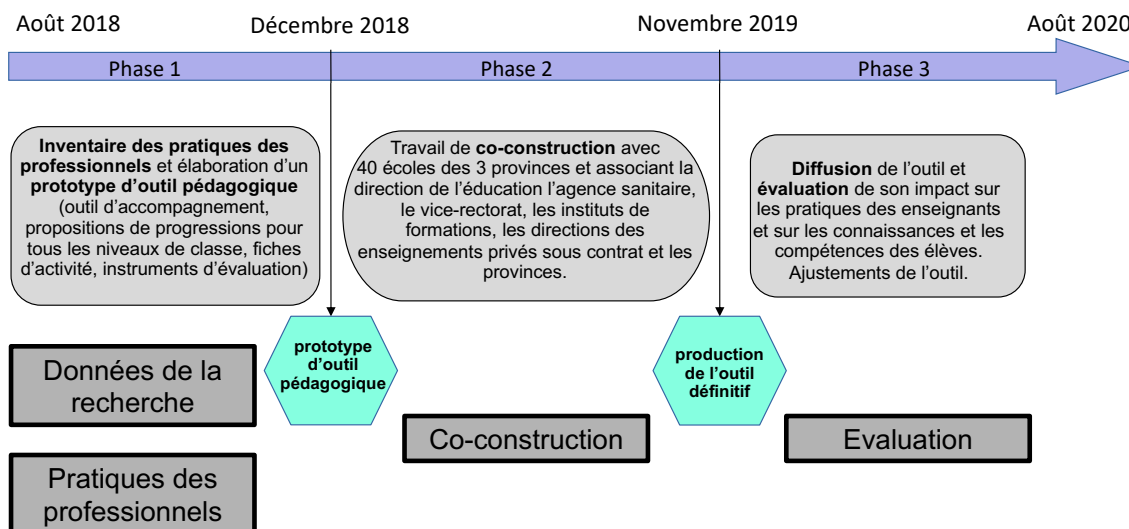 Août 2018
Décembre 2018
Novembre 2019
Août 2020
Phase 1
Phase 2
Phase 3
Inventaire des pratiques des
professionnels et élaboration d'un
prototype d'outil pédagogique
(outil d'accompagnement,
propositions de progressions pour
tous les niveaux de classe, fiches
d'activité, instruments d'évaluation)
Travail de co-construction avec
40 écoles des 3 provinces et associant la
direction de l'éducation l'agence sanitaire,
le vice-rectorat, les instituts de
formations, les directions des
enseignements privés sous contrat et les
provinces.
Diffusion de l'outil et
évaluation de son impact sur
les pratiques des enseignants
et sur les connaissances et les
compétences des élèves.
Ajustements de l'outil.
prototype
d'outil
pédagogique
production
de l'outil
définitif
Données de la
recherche
Co-construction
Evaluation
Pratiques des
professionnels